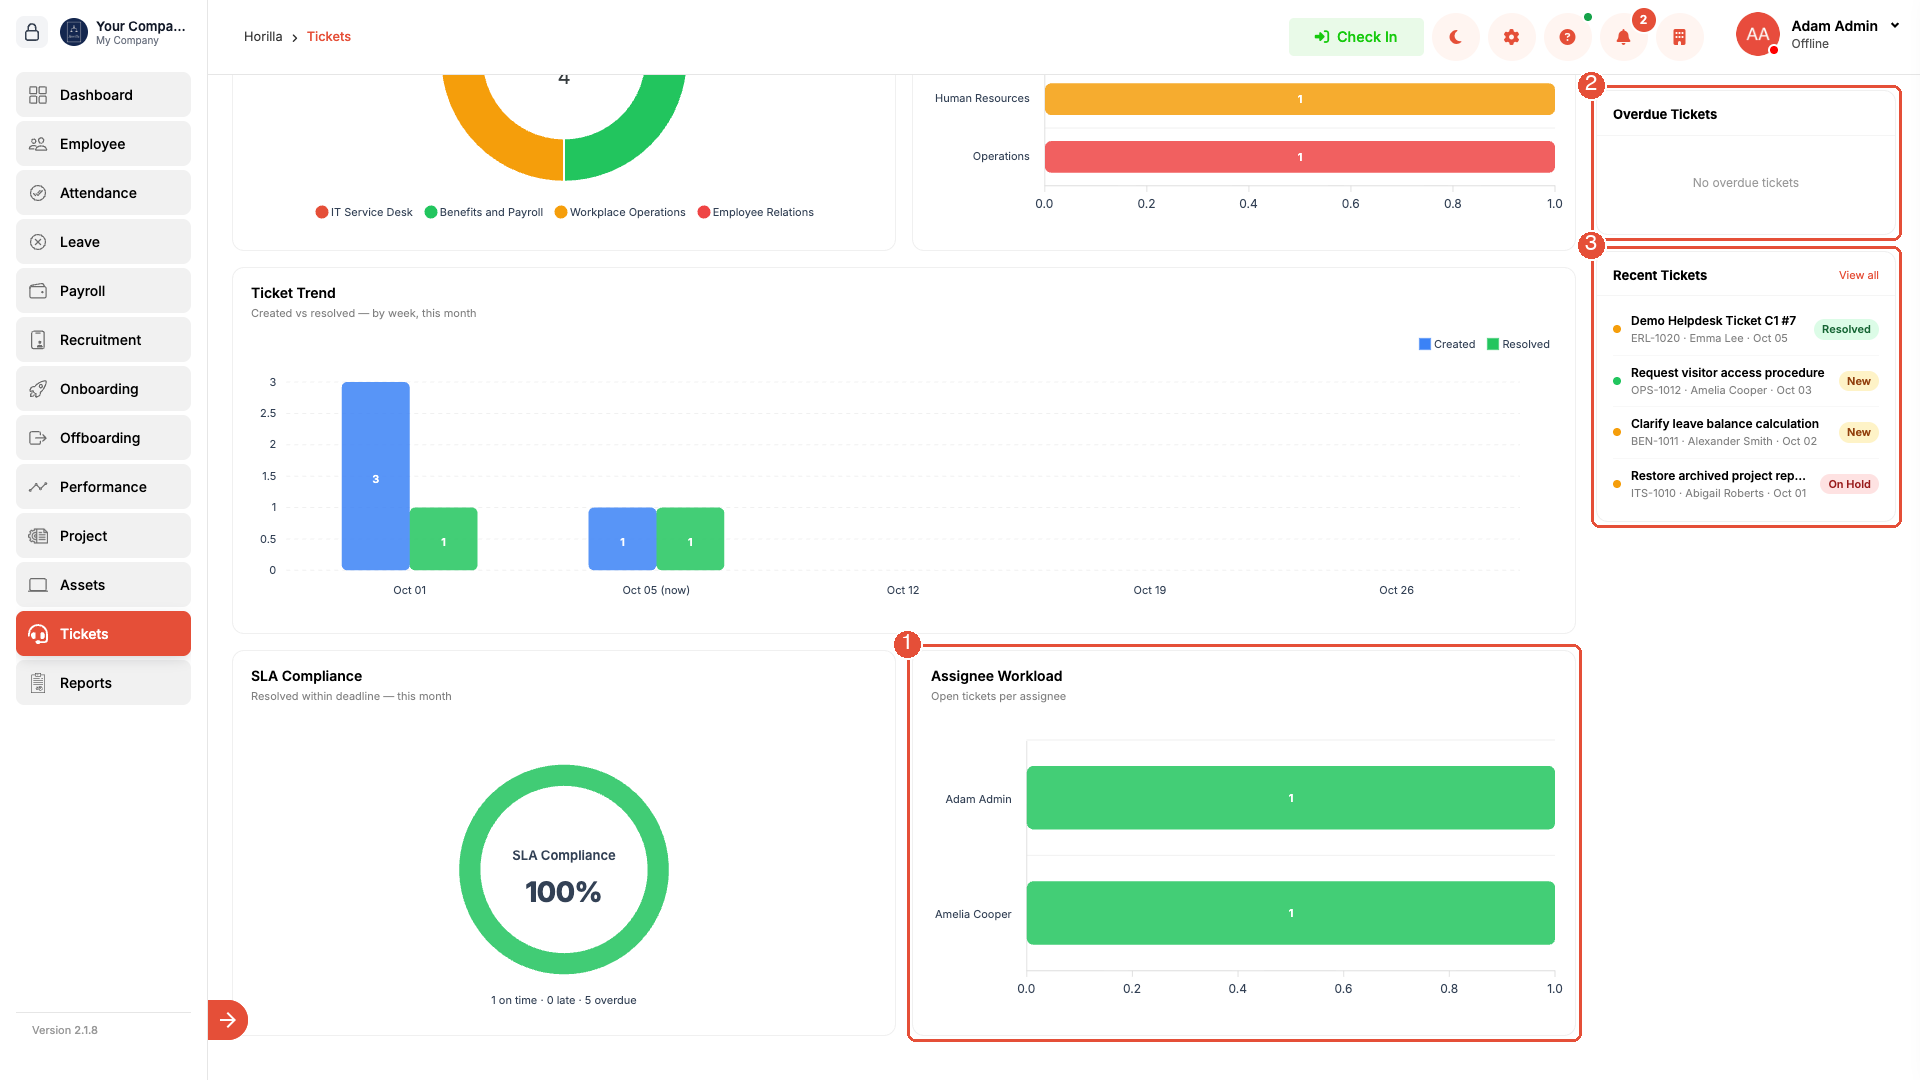 Your Compa...
My Company
Dashboard
Employee
Attendance
Leave
Payroll
Recruitment
Onboarding
Offboarding
Performance
Project
Assets
Tickets
Reports
Version 2.1.8
Horilla > Tickets
Check In
2
AA
Adam Admin
Offline
4
IT Service Desk
Benefits and Payroll
Workplace Operations
Employee Relations
Human Resources
1
Operations
1
0.0 0.2 0.4 0.6 0.8 1.0
Ticket Trend
Created vs resolved — by week, this month
Created Resolved
3
2.5
2
1.5
1
0.5
0
3
1
1
1
Oct 01 Oct 05 (now) Oct 12 Oct 19 Oct 26
SLA Compliance
Resolved within deadline — this month
SLA Compliance
100%
1 on time · 0 late · 5 overdue
1
Assignee Workload
Open tickets per assignee
Adam Admin
1
Amelia Cooper
1
0.0 0.2 0.4 0.6 0.8 1.0
2
Overdue Tickets
No overdue tickets
3
Recent Tickets
View all
Demo Helpdesk Ticket C1 #7
ERL-1020 · Emma Lee · Oct 05
Resolved
Request visitor access procedure
OPS-1012 · Amelia Cooper · Oct 03
New
Clarify leave balance calculation
BEN-1011 · Alexander Smith · Oct 02
New
Restore archived project rep...
ITS-1010 · Abigail Roberts · Oct 01
On Hold